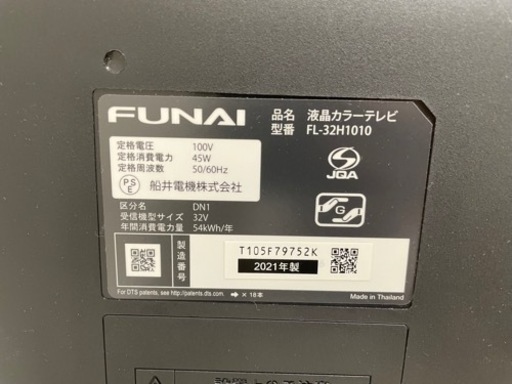 FUNAI
品名 液晶カラーテレビ
型番 FL-32H1010
定格電圧 100V
定格消費電力 45W
定格周波数 50/60Hz
PSE 船井電機株式会社
JQA
G
区分名 DN1
受信機型サイズ 32V
年間消費電力量 54kWh/年
製造番号
T105F79752K
2021年製
For DTS patents, see http://patents.dts.com.
→ × 16本
Made in Thailand